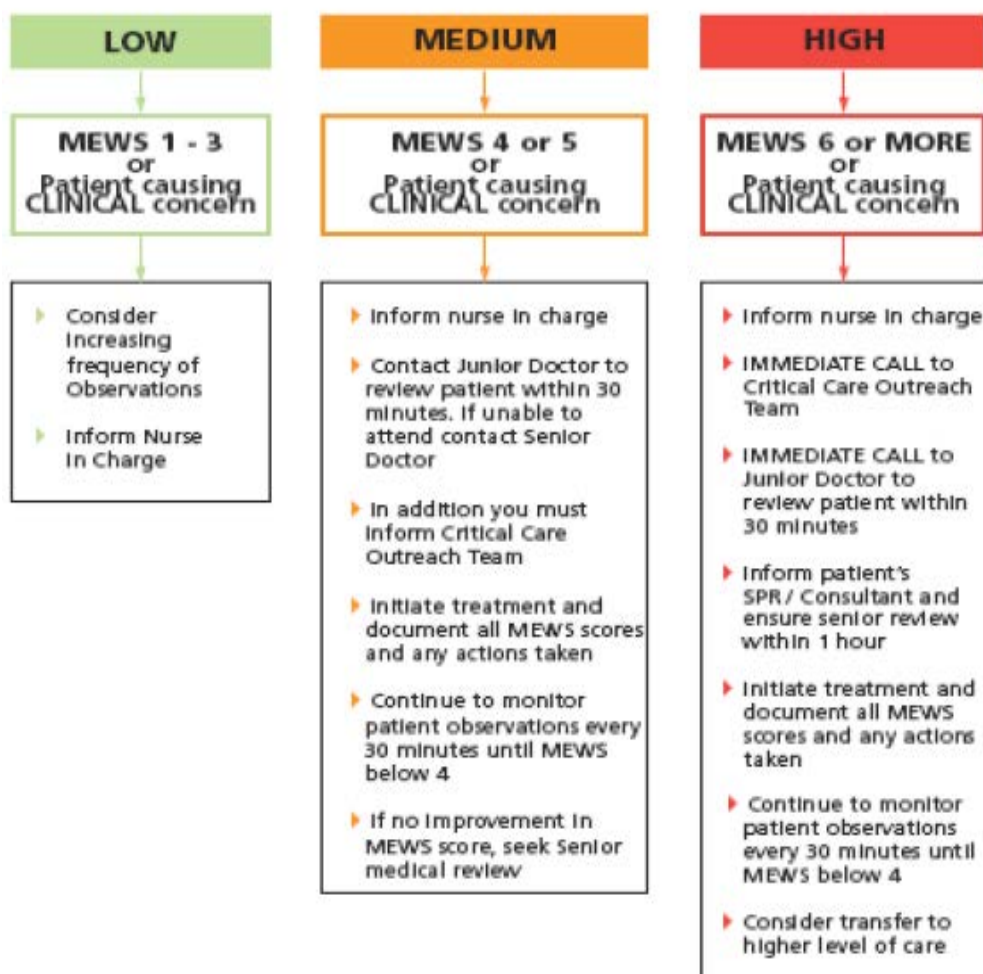 LOW
MEWS 1 - 3
or
Patient causing
CLINICAL concern
Consider
increasing
frequency of
Observations
Inform Nurse
in Charge
MEDIUM
MEWS 4 or 5
or
Patient causing
CLINICAL concern
Inform nurse in charge
Contact Junior Doctor to
review patient within 30
minutes. If unable to
attend contact Senior
Doctor
In addition you must
inform Critical Care
Outreach Team
Initiate treatment and
document all MEWS scores
and any actions taken
Continue to monitor
patient observations every
30 minutes until MEWS
below 4
If no improvement in
MEWS score, seek Senior
medical review
HIGH
MEWS 6 or MORE
or
Patient causing
CLINICAL concern
Inform nurse in charge
IMMEDIATE CALL to
Critical Care Outreach
Team
IMMEDIATE CALL to
Junior Doctor to
review patient within
30 minutes
Inform patient's
SPR / Consultant and
ensure senior review
within 1 hour
Initiate treatment and
document all MEWS
scores and any actions
taken
Continue to monitor
patient observations
every 30 minutes until
MEWS below 4
Consider transfer to
higher level of care